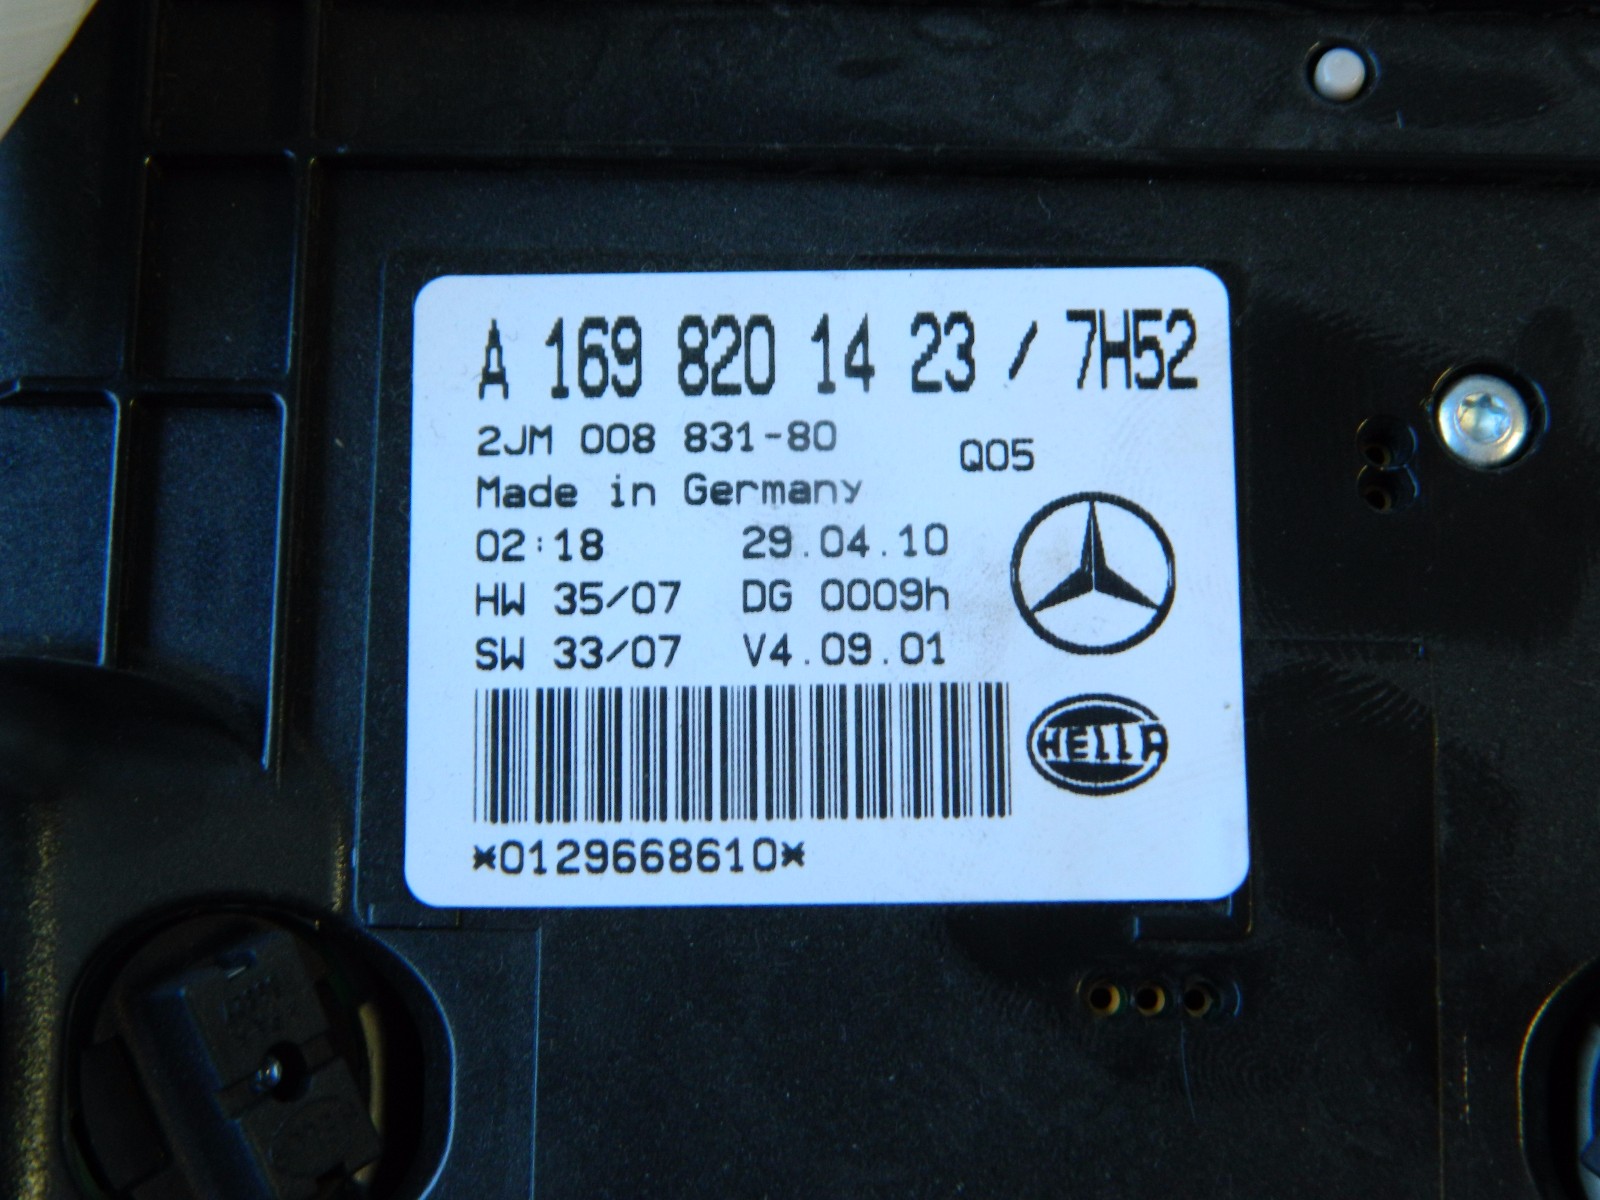 A 169 820 14 23 / 7H52
2JM 008 831-80 Q05
Made in Germany
02:18 29.04.10
HW 35/07 DG 0009h
SW 33/07 V4.09.01
HELLA
*0129668610*